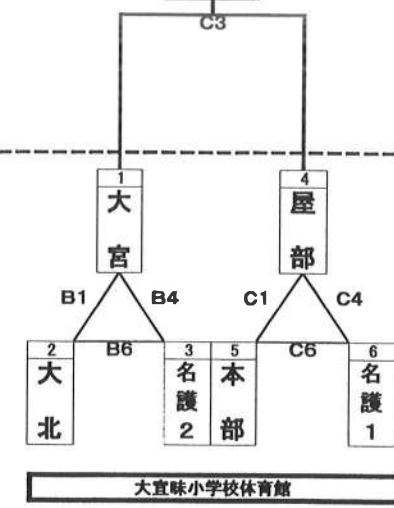 C3
1 4
大宮 屋部
B1 B4 C1 C4
B6 C6
2 3 5 6
大北 名護2 本部 名護1
大宜味小学校体育館